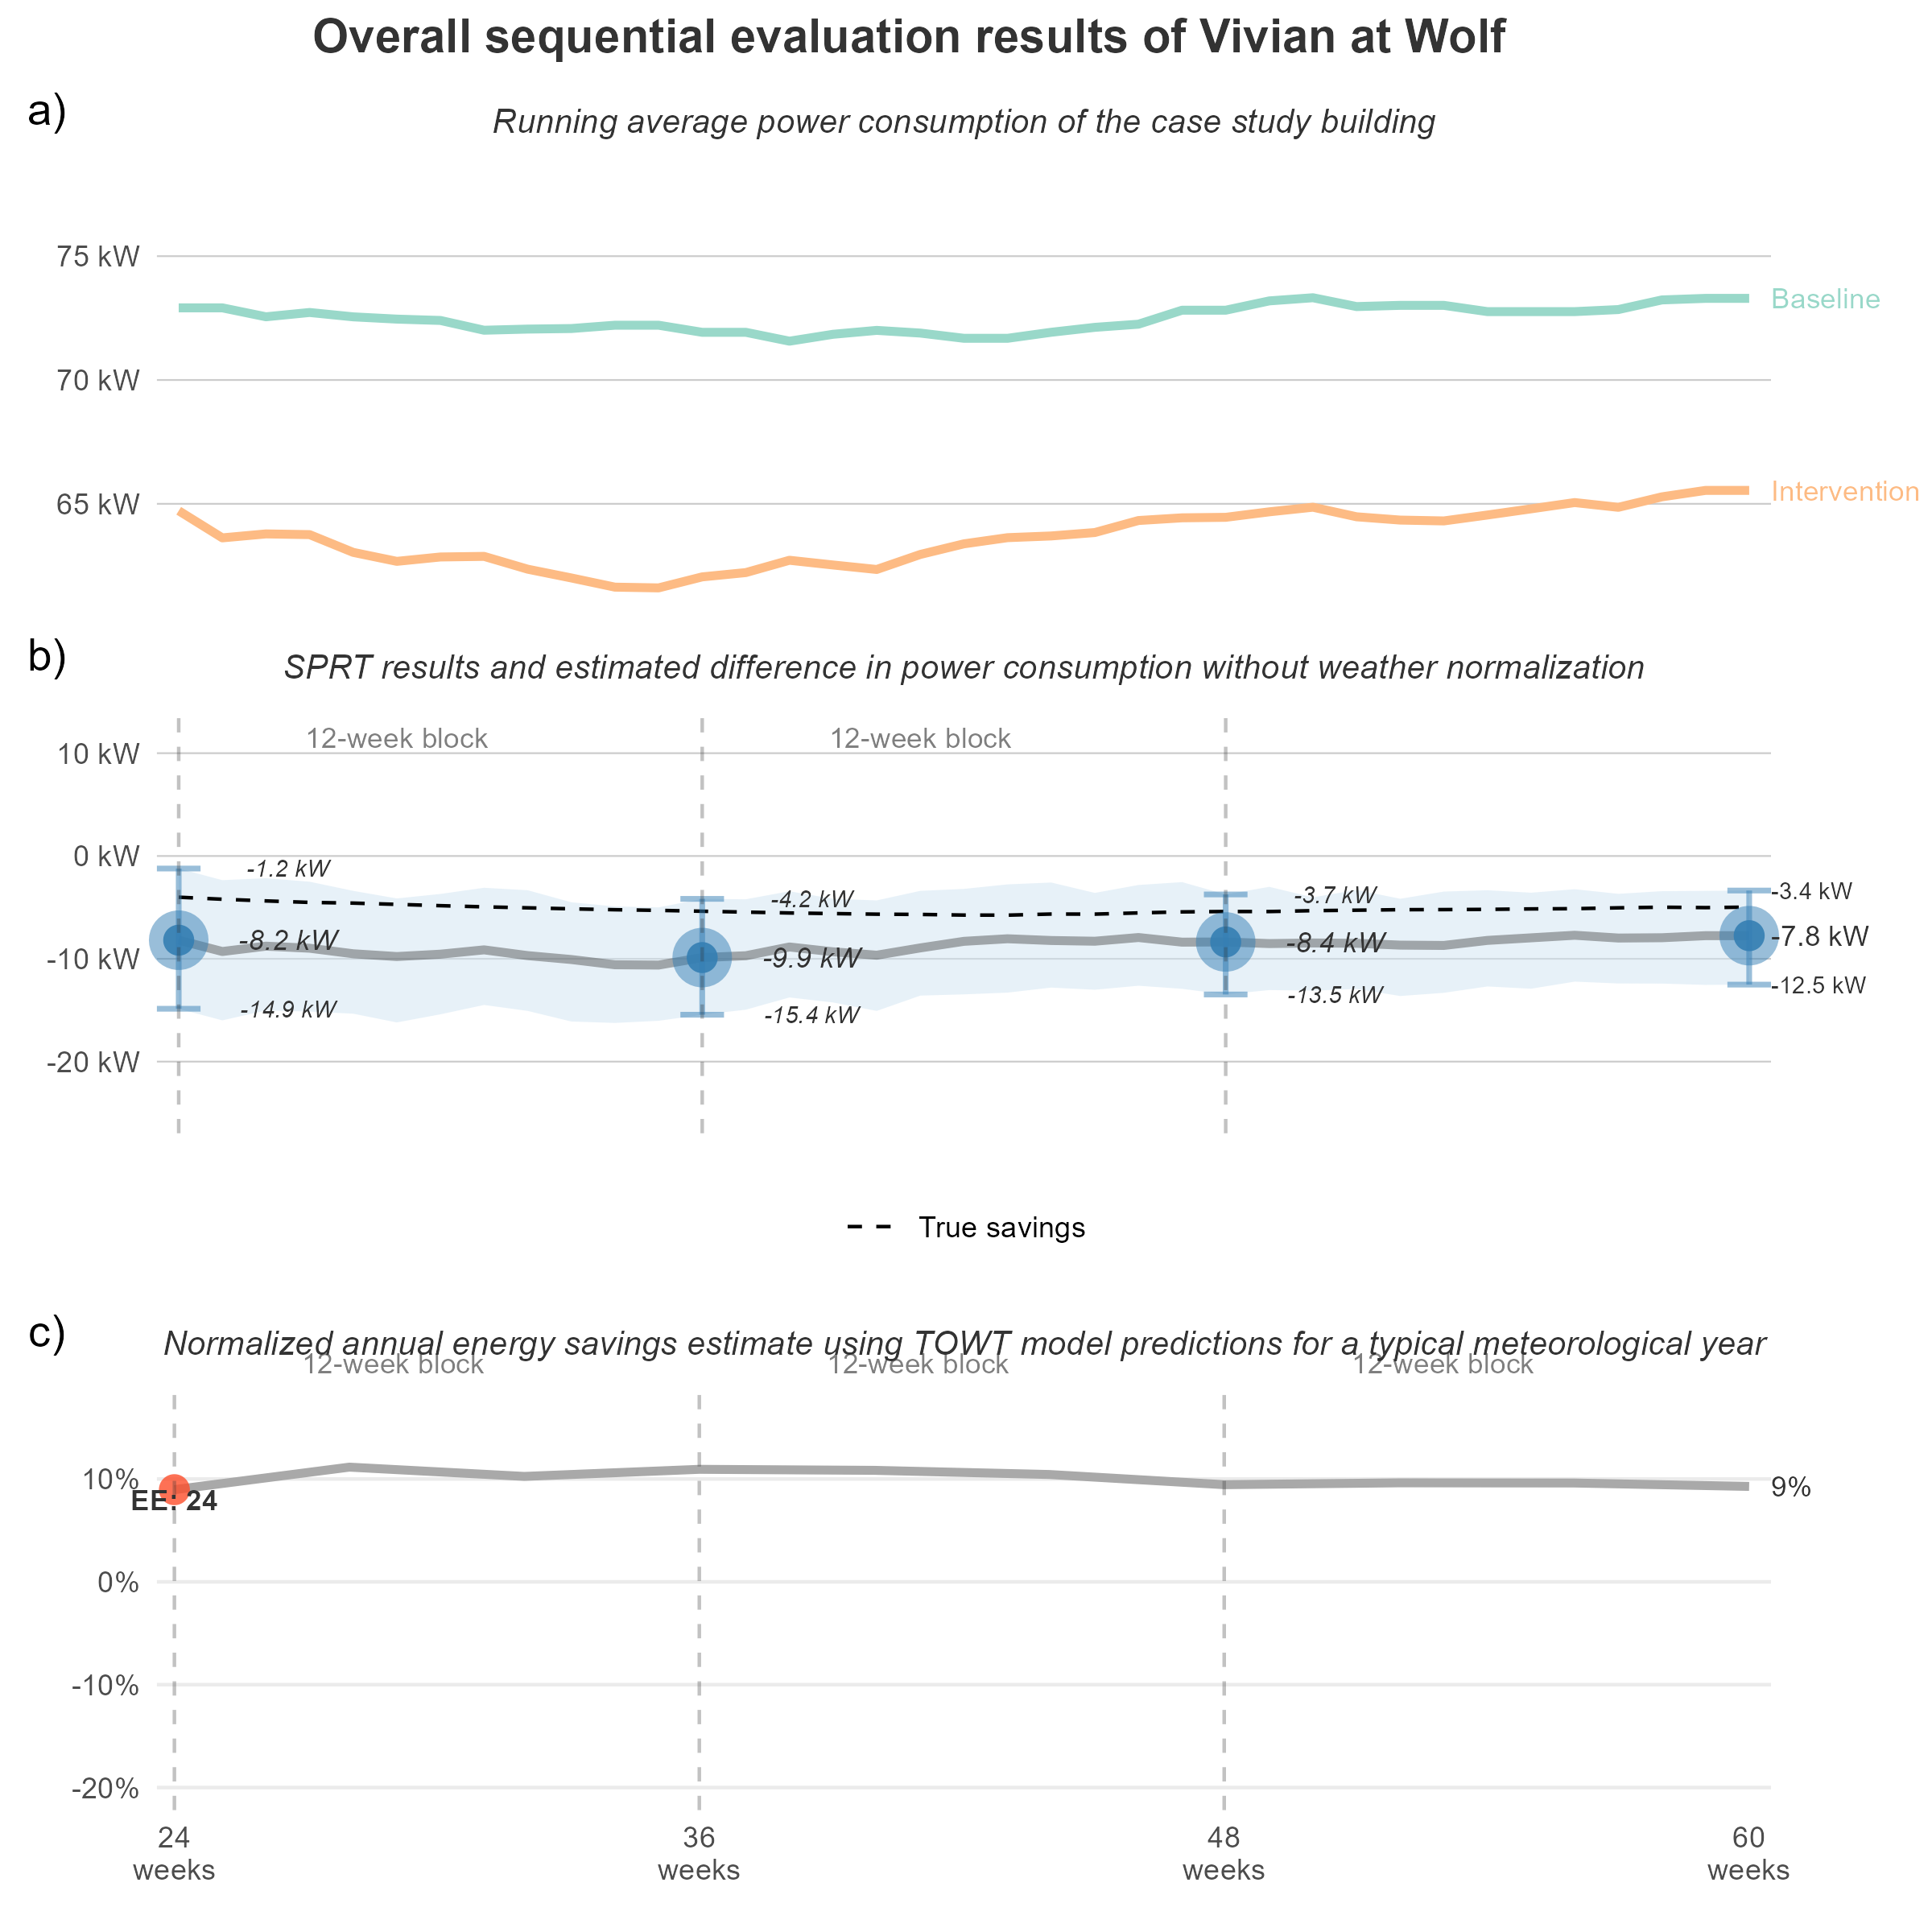 Overall sequential evaluation results of Vivian at Wolf
a)
Running average power consumption of the case study building
75 kW
Baseline
70 kW
65 kW
Intervention
b)
SPRT results and estimated difference in power consumption without weather normalization
12-week block
12-week block
10 kW
0 kW
-1.2 kW
-4.2 kW
-3.7 kW
-3.4 kW
-8.2 kW
-9.9 kW
-8.4 kW
-7.8 kW
-10 kW
-14.9 kW
-15.4 kW
-13.5 kW
-12.5 kW
-20 kW
True savings
c)
Normalized annual energy savings estimate using TOWT model predictions for a typical meteorological year
12-week block
12-week block
12-week block
10%
EE: 24
9%
0%
-10%
-20%
24
weeks
36
weeks
48
weeks
60
weeks